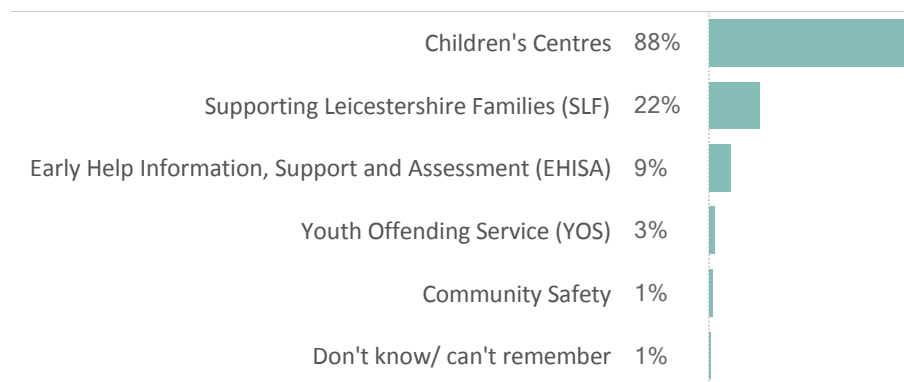 Children's Centres 88%
Supporting Leicestershire Families (SLF) 22%
Early Help Information, Support and Assessment (EHISA) 9%
Youth Offending Service (YOS) 3%
Community Safety 1%
Don't know/ can't remember 1%